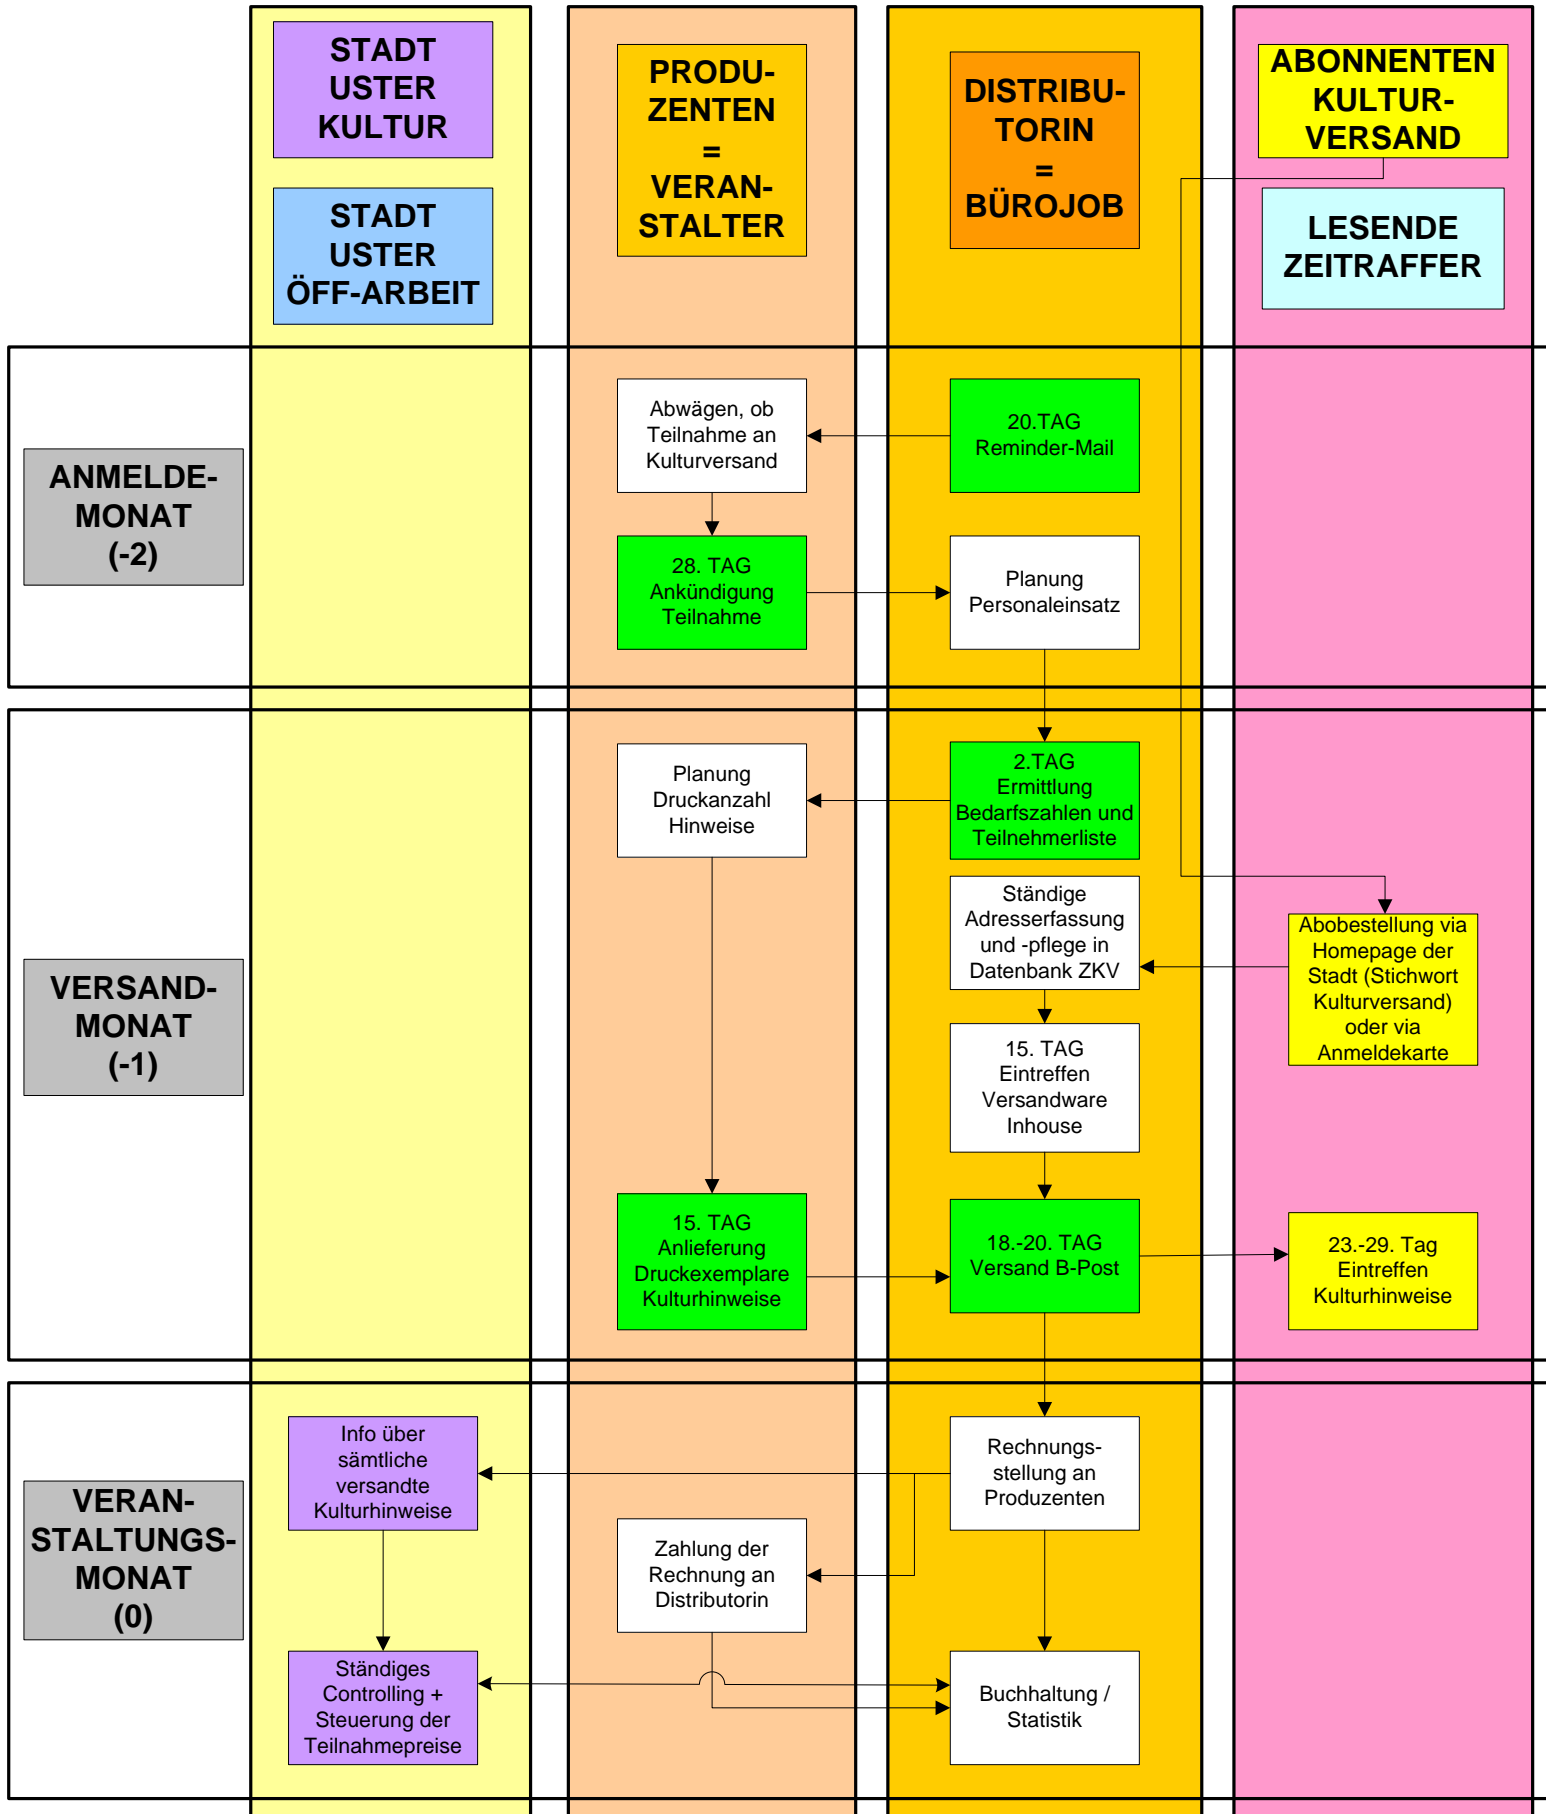 STADT
USTER
KULTUR
STADT
USTER
ÖFF-ARBEIT
PRODU-
ZENTEN
=
VERAN-
STALTER
DISTRIBU-
TORIN
=
BÜROJOB
ABONNENTEN
KULTUR-
VERSAND
LESENDE
ZEITRAFFER
ANMELDE-
MONAT
(-2)
Abwägen, ob
Teilnahme an
Kulturversand
20.TAG
Reminder-Mail
28. TAG
Ankündigung
Teilnahme
Planung
Personaleinsatz
VERSAND-
MONAT
(-1)
Planung
Druckanzahl
Hinweise
2.TAG
Ermittlung
Bedarfszahlen und
Teilnehmerliste
Ständige
Adresserfassung
und -pflege in
Datenbank ZKV
Abobestellung via
Homepage der
Stadt (Stichwort
Kulturversand)
oder via
Anmeldekarte
15. TAG
Eintreffen
Versandware
Inhouse
15. TAG
Anlieferung
Druckexemplare
Kulturhinweise
18.-20. TAG
Versand B-Post
23.-29. Tag
Eintreffen
Kulturhinweise
VERAN-
STALTUNGS-
MONAT
(0)
Info über
sämtliche
versandte
Kulturhinweise
Rechnungs-
stellung an
Produzenten
Zahlung der
Rechnung an
Distributorin
Ständiges
Controlling +
Steuerung der
Teilnahmepreise
Buchhaltung /
Statistik